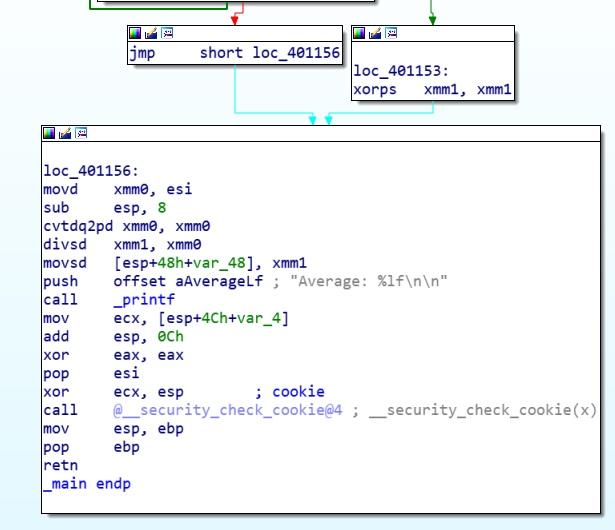 jmp     short loc_401156
loc_401153:
xorps   xmm1, xmm1
loc_401156:
movd    xmm0, esi
sub     esp, 8
cvtdq2pd xmm0, xmm0
divsd   xmm1, xmm0
movsd   [esp+48h+var_48], xmm1
push    offset aAverageLf ; "Average: %lf\n\n"
call    _printf
mov     ecx, [esp+4Ch+var_4]
add     esp, 0Ch
xor     eax, eax
pop     esi
xor     ecx, esp        ; cookie
call    @__security_check_cookie@4 ; __security_check_cookie(x)
mov     esp, ebp
pop     ebp
retn
_main endp